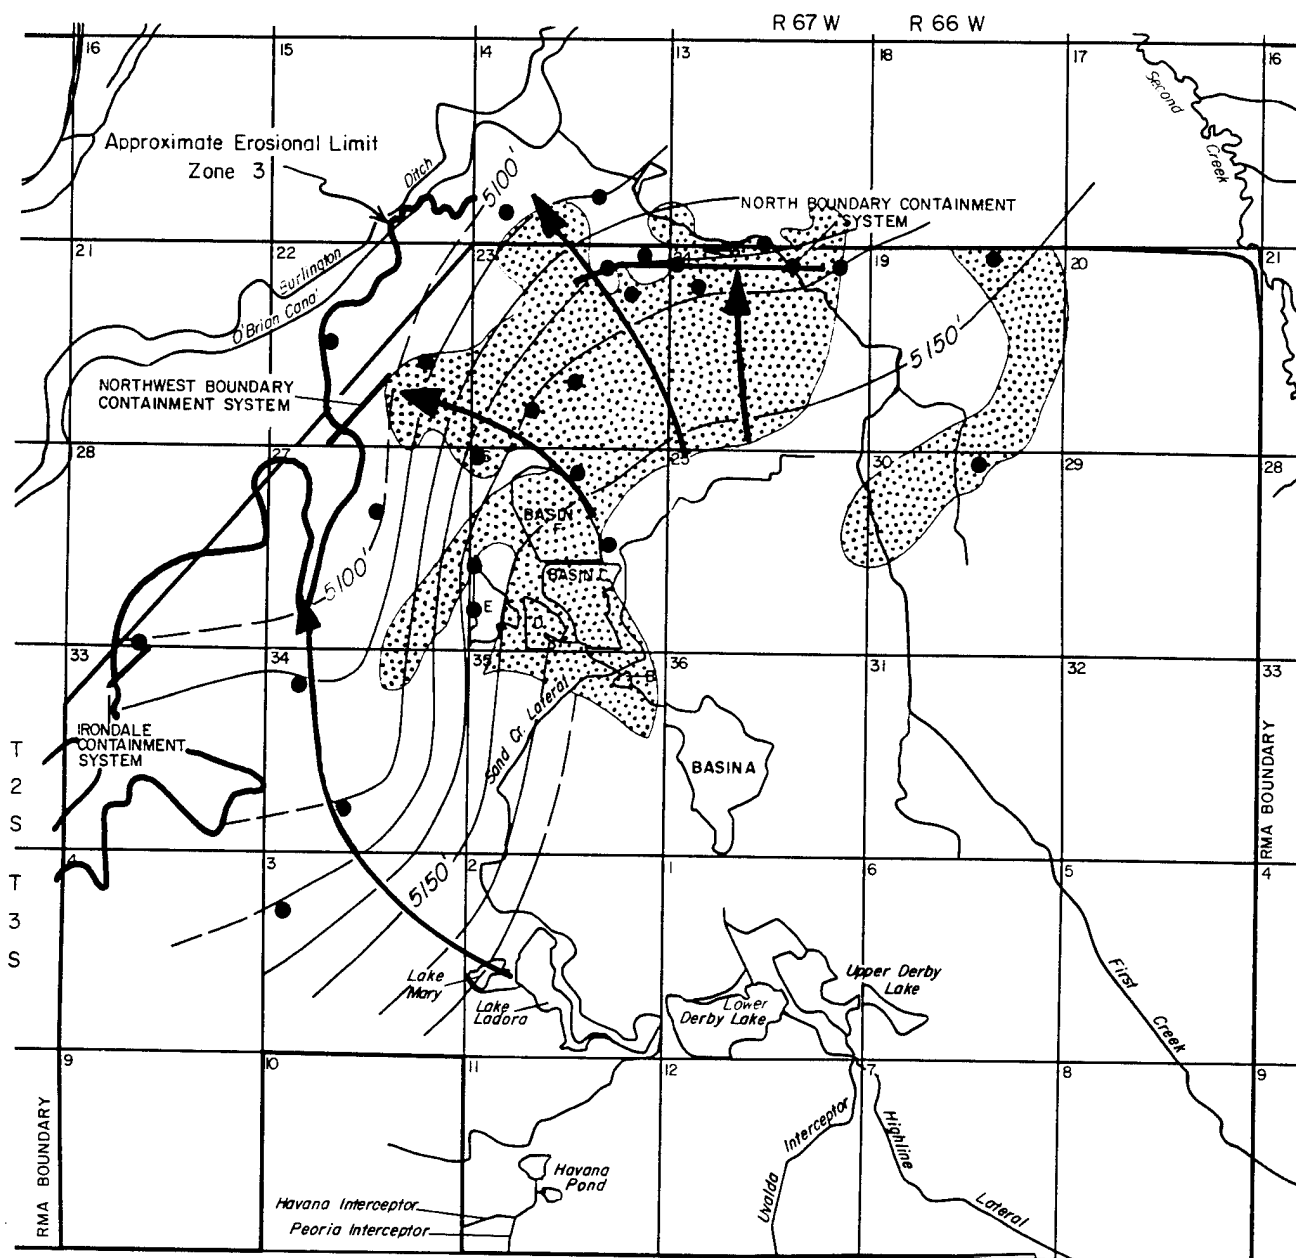 R 67 W
R 66 W
16
15
14
13
18
17
16
Second
Creek
Approximate Erosional Limit
Zone 3
Ditch
5100'
NORTH BOUNDARY CONTAINMENT
SYSTEM
21
22
23
24
19
20
21
Burlington
O'Brian Canal
5150'
NORTHWEST BOUNDARY
CONTAINMENT SYSTEM
28
27
26
25
30
29
28
BASIN
F
BASIN C
5100'
E
D
33
34
35
36
31
32
33
B
Sand Cr. Lateral
IRONDALE
CONTAINMENT
SYSTEM
T
2
S
BASIN A
RMA BOUNDARY
4
3
2
11
6
5
4
5150'
T
3
S
Lake
Mary
Lake
Ladora
Lower
Derby Lake
Upper Derby
Lake
First
Creek
9
10
11
12
7
8
9
RMA BOUNDARY
Uvalda
Interceptor
Highline
Lateral
Havana
Pond
Havana Interceptor
Peoria Interceptor